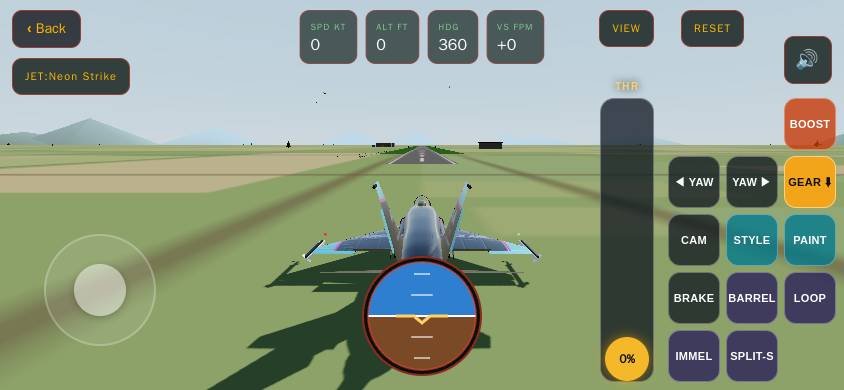 ‹ Back
SPD KT
0
ALT FT
0
HDG
360
VS FPM
+0
VIEW
RESET
JET:Neon Strike
THR
BOOST
◀ YAW
YAW ▶
GEAR ⬇
CAM
STYLE
PAINT
BRAKE
BARREL
LOOP
0%
IMMEL
SPLIT-S